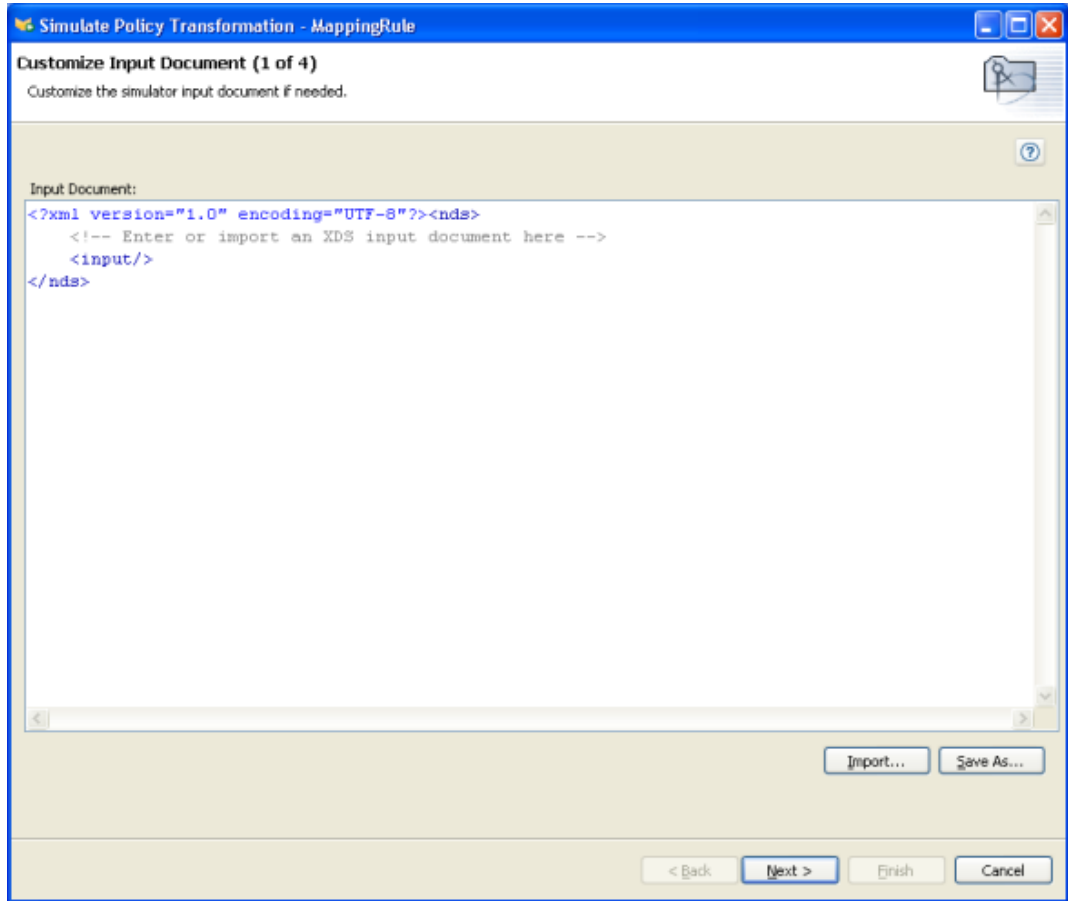 Simulate Policy Transformation - MappingRule
Customize Input Document (1 of 4)
Customize the simulator input document if needed.
Input Document:
<?xml version="1.0" encoding="UTF-8"?><nds>
    <!-- Enter or import an XDS input document here -->
    <input/>
</nds>
Import... Save As...
< Back Next > Finish Cancel